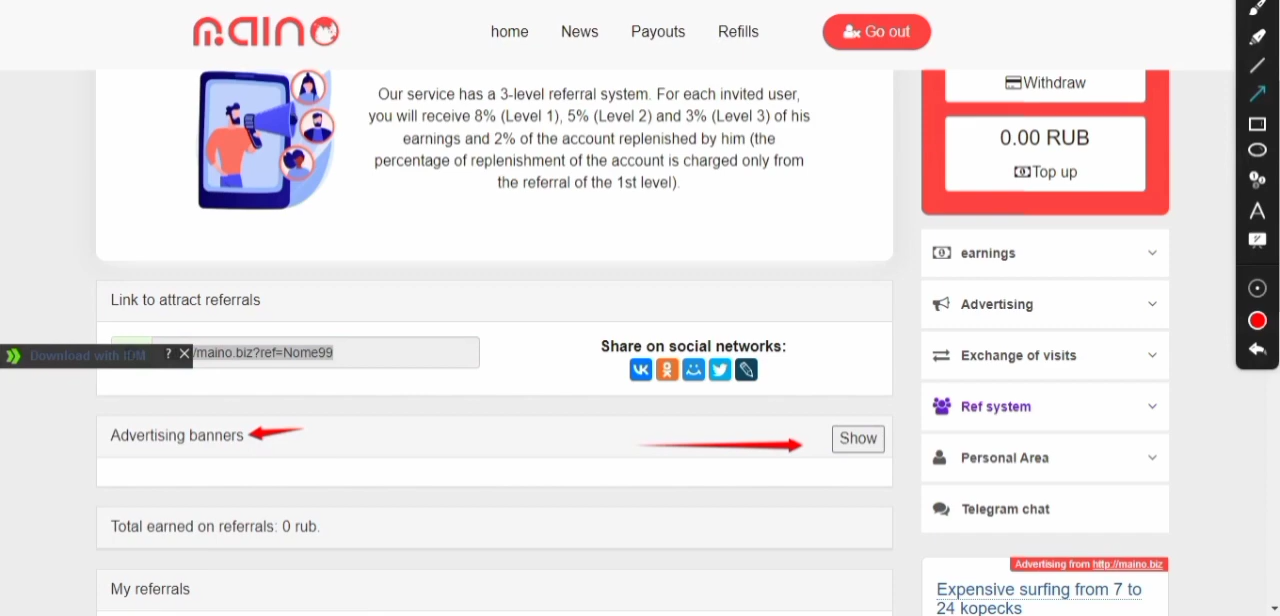 maino
home
News
Payouts
Refills
Go out
Our service has a 3-level referral system. For each invited user,
you will receive 8% (Level 1), 5% (Level 2) and 3% (Level 3) of his
earnings and 2% of the account replenished by him (the
percentage of replenishment of the account is charged only from
the referral of the 1st level).
Withdraw
0.00 RUB
Top up
earnings
Advertising
Exchange of visits
Ref system
Personal Area
Telegram chat
Link to attract referrals
Download with IDM ? ×
/maino.biz?ref=Nome99
Share on social networks:
Advertising banners
Show
Total earned on referrals: 0 rub.
My referrals
Advertising from http://maino.biz
Expensive surfing from 7 to
24 kopecks